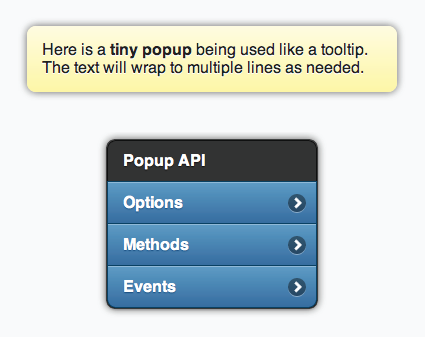 Here is a tiny popup being used like a tooltip.
The text will wrap to multiple lines as needed.
Popup API
Options
Methods
Events